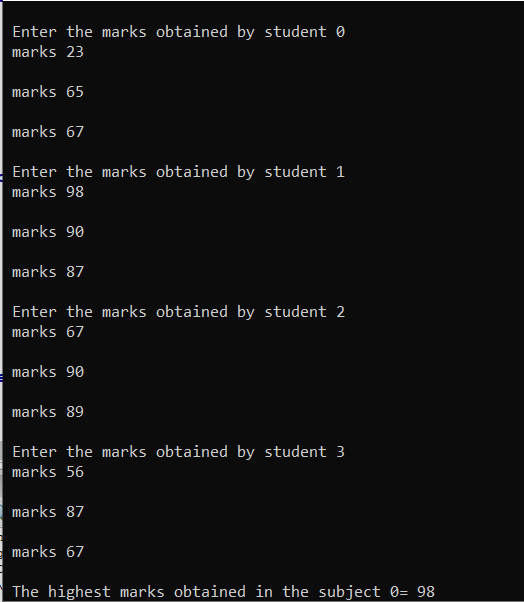 Enter the marks obtained by student 0
marks 23
marks 65
marks 67
Enter the marks obtained by student 1
marks 98
marks 90
marks 87
Enter the marks obtained by student 2
marks 67
marks 90
marks 89
Enter the marks obtained by student 3
marks 56
marks 87
marks 67
The highest marks obtained in the subject 0= 98